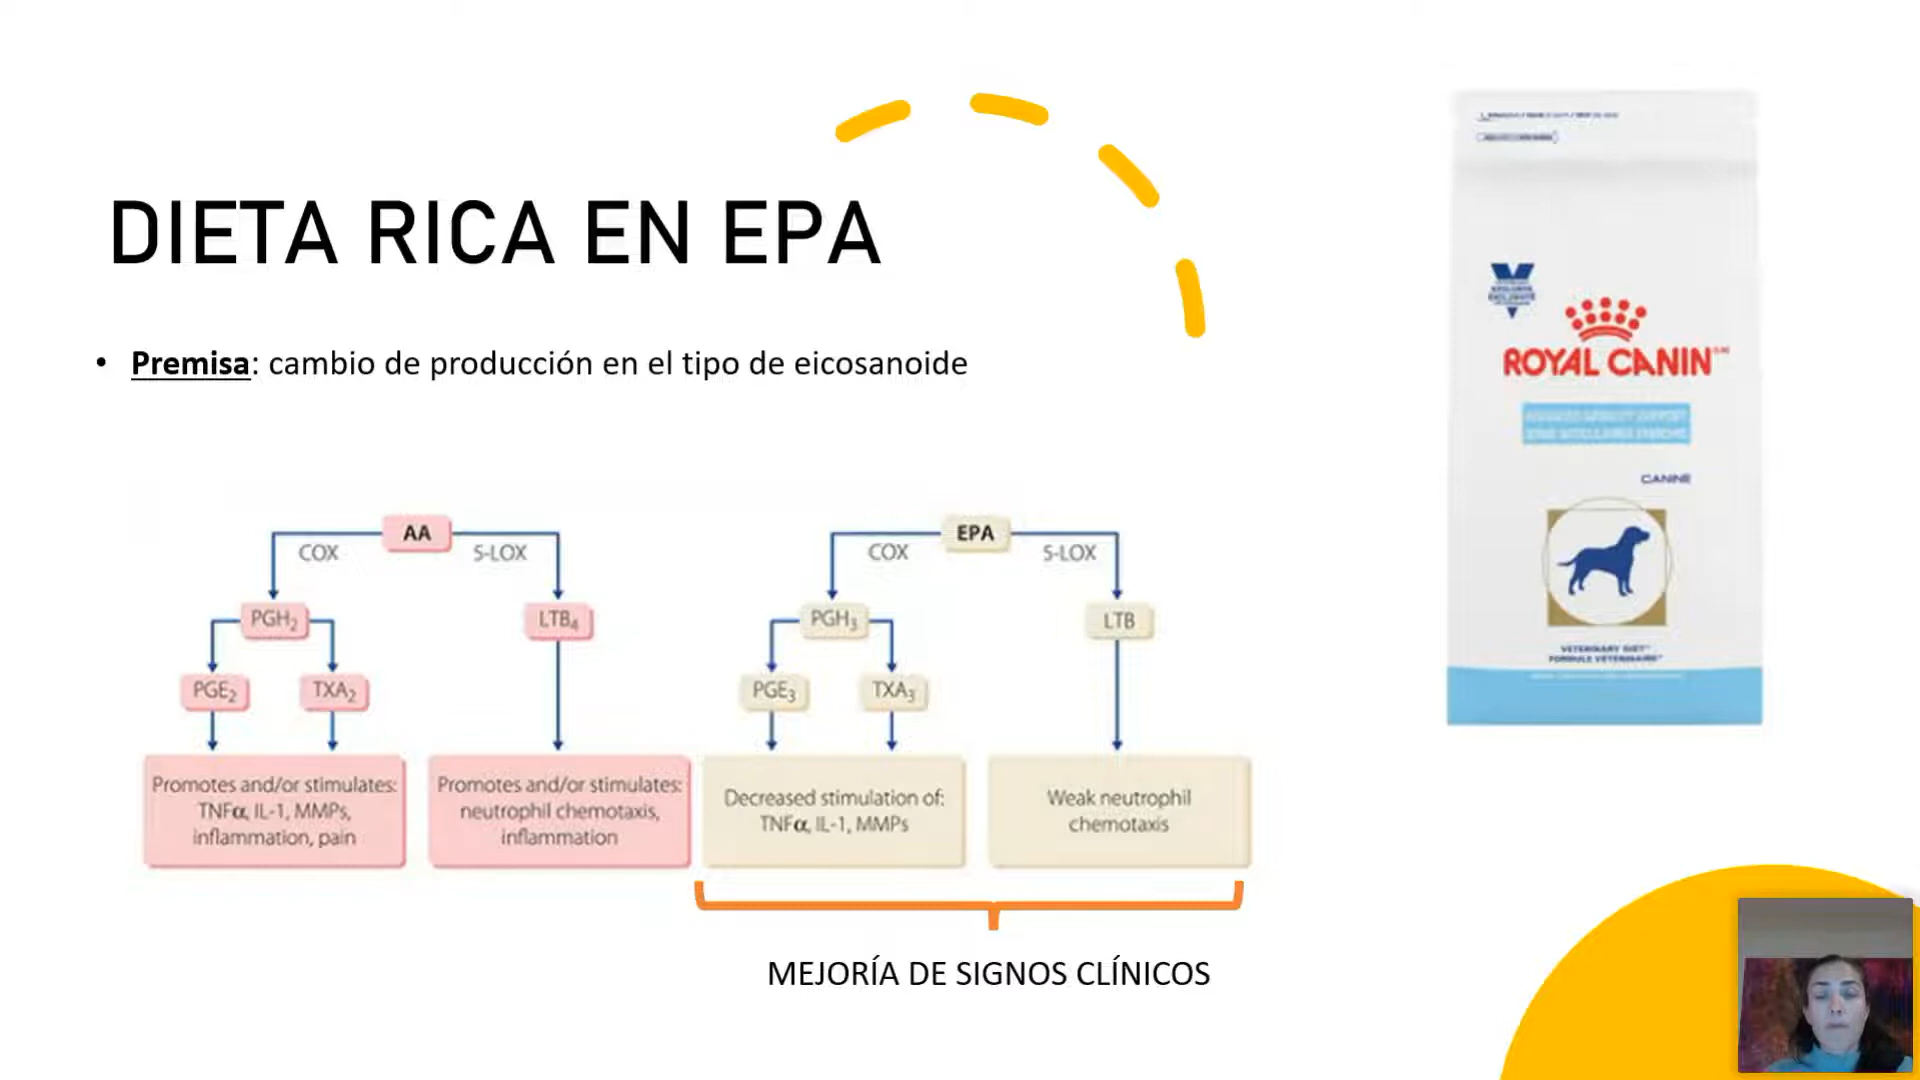 DIETA RICA EN EPA
• Premisa: cambio de producción en el tipo de eicosanoide
AA
COX
5-LOX
PGH₂
LTB₄
PGE₂
TXA₂
Promotes and/or stimulates:
TNFα, IL-1, MMPs,
inflammation, pain
Promotes and/or stimulates:
neutrophil chemotaxis,
inflammation
EPA
COX
5-LOX
PGH₃
LTB
PGE₃
TXA₃
Decreased stimulation of:
TNFα, IL-1, MMPs
Weak neutrophil
chemotaxis
MEJORÍA DE SIGNOS CLÍNICOS
ROYAL CANIN
CANINE
VETERINARY DIET